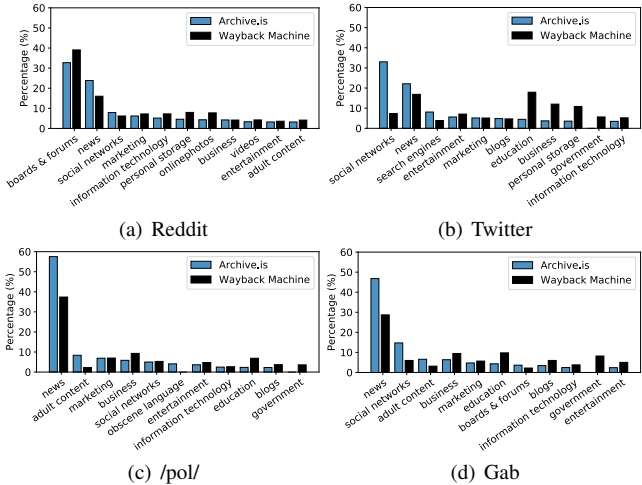 60
50
40
30
20
10
0
Percentage (%)
Archive.is
Wayback Machine
boards & forums
news
social networks
marketing
information technology
personal storage
onlinephotos
business
videos
entertainment
adult content
(a) Reddit
60
50
40
30
20
10
0
Percentage (%)
Archive.is
Wayback Machine
social networks
news
search engines
entertainment
marketing
blogs
education
business
personal storage
government
information technology
(b) Twitter
60
50
40
30
20
10
0
Percentage (%)
Archive.is
Wayback Machine
news
adult content
marketing
business
social networks
obscene language
entertainment
information technology
education
blogs
government
(c) /pol/
60
50
40
30
20
10
0
Percentage (%)
Archive.is
Wayback Machine
news
social networks
adult content
business
marketing
education
boards & forums
blogs
information technology
government
entertainment
(d) Gab